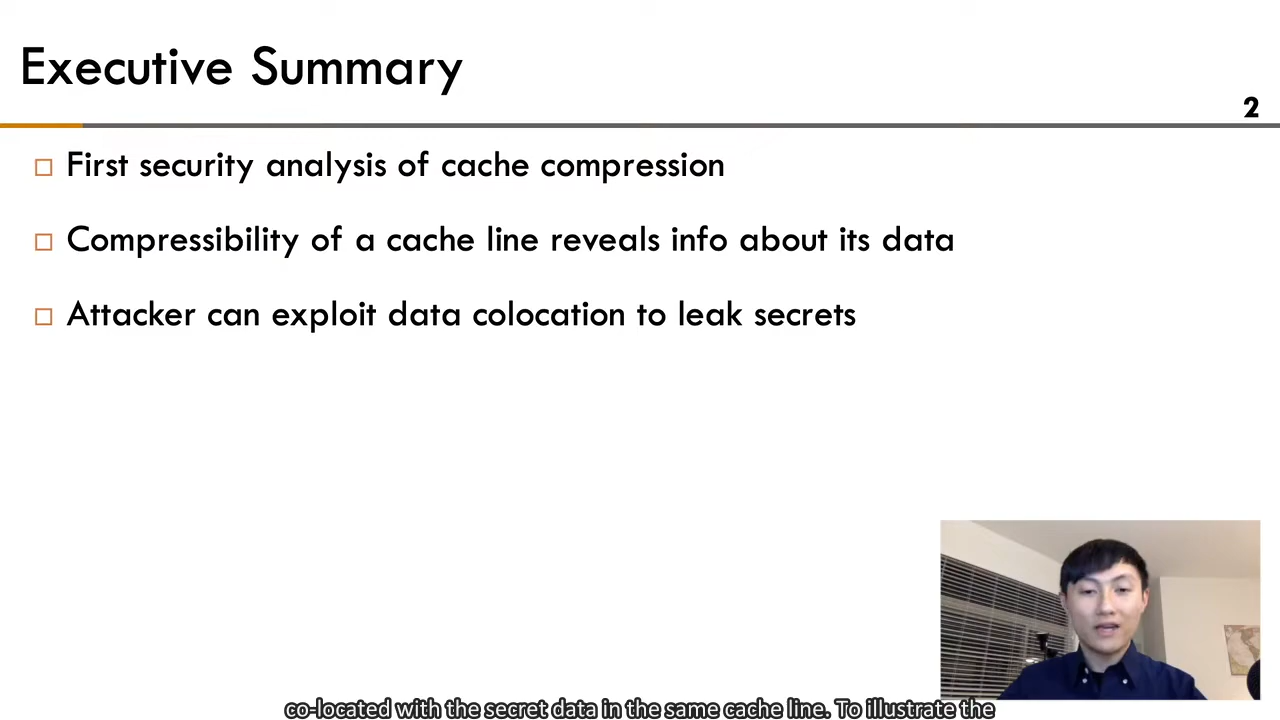 Executive Summary
2
First security analysis of cache compression
Compressibility of a cache line reveals info about its data
Attacker can exploit data colocation to leak secrets
co-located with the secret data in the same cache line. To illustrate the